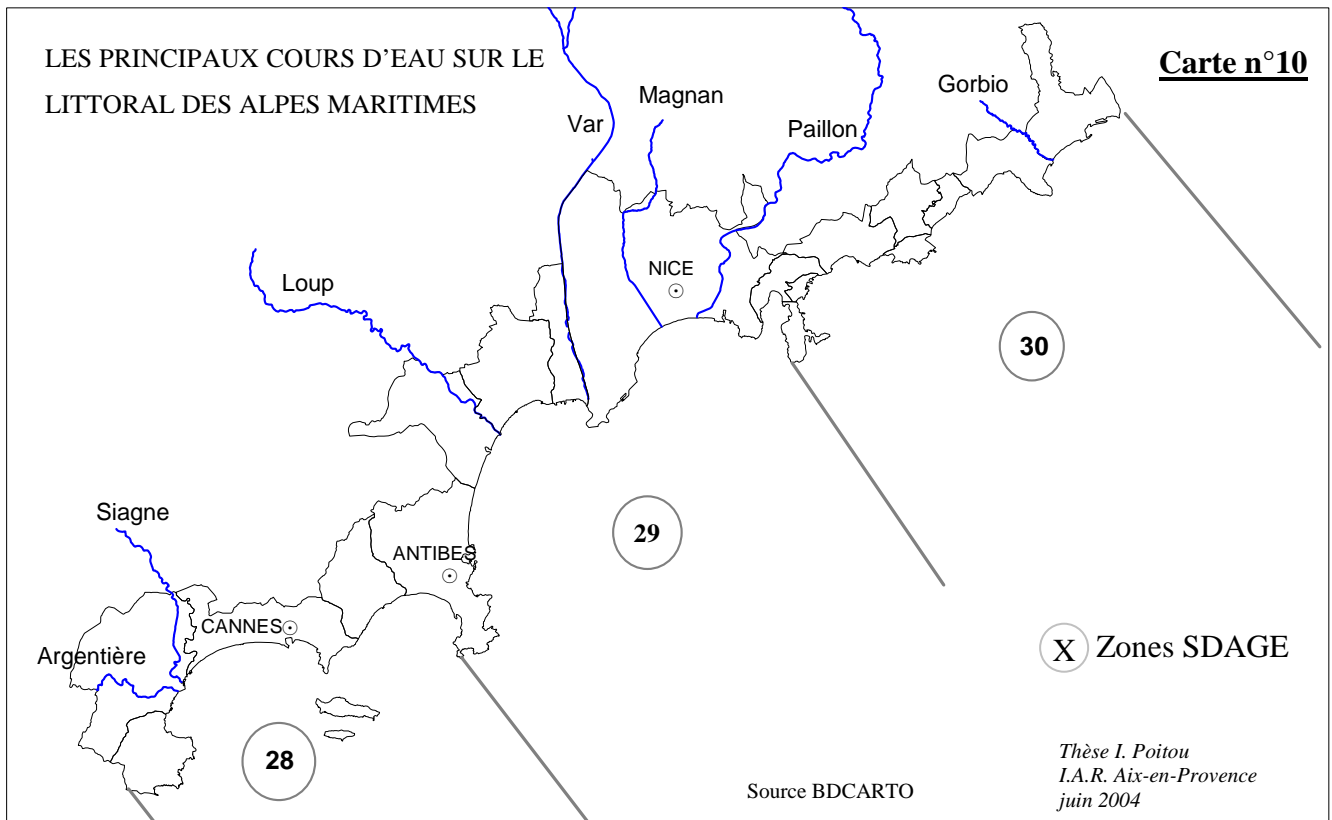 LES PRINCIPAUX COURS D'EAU SUR LE
LITTORAL DES ALPES MARITIMES
Carte n°10
Gorbio
Magnan
Var
Paillon
NICE
Loup
30
Siagne
29
ANTIBES
CANNES
X Zones SDAGE
Argentière
28
Thèse I. Poitou
I.A.R. Aix-en-Provence
juin 2004
Source BDCARTO